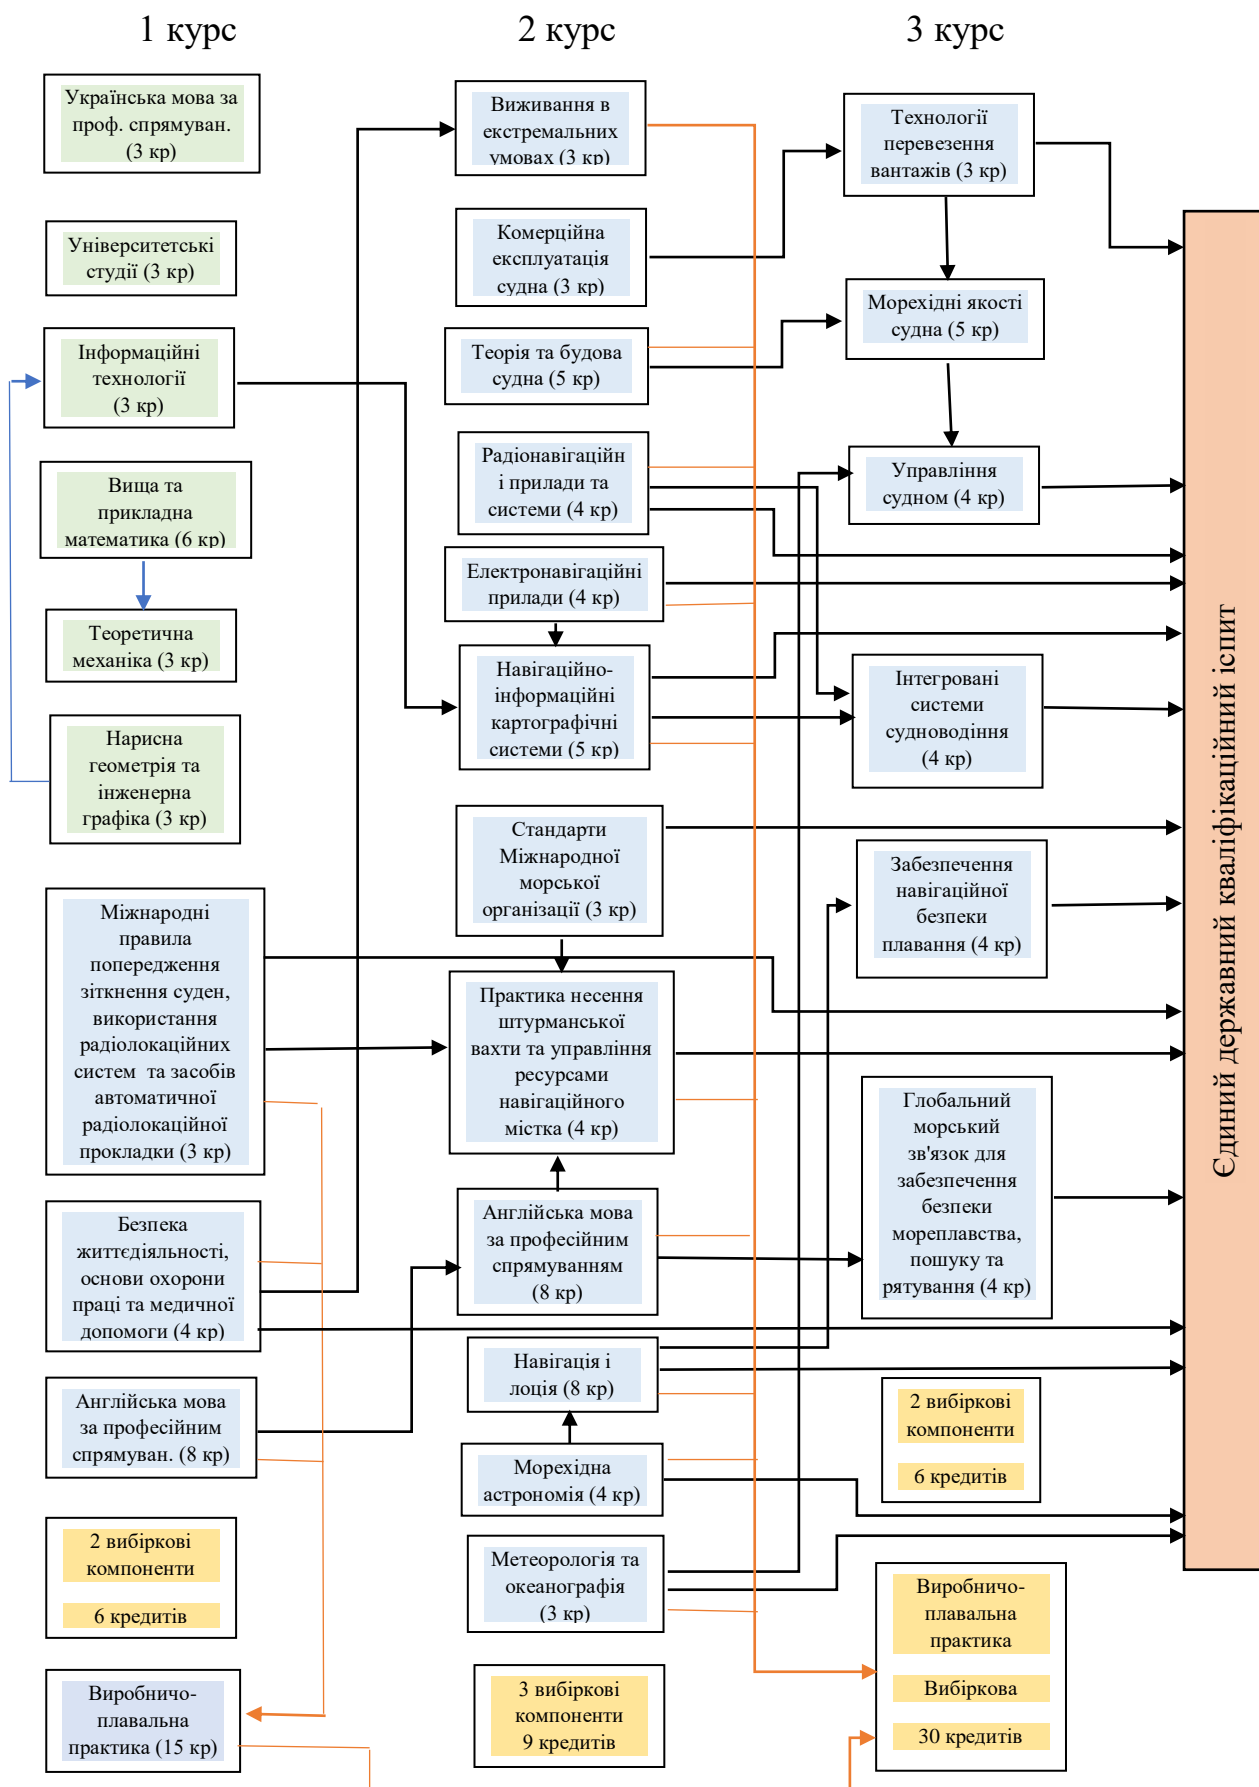 1 курс
2 курс
3 курс
Українська мова за
проф. спрямуван.
(3 кр)
Університетські
студії (3 кр)
Інформаційні
технології
(3 кр)
Вища та
прикладна
математика (6 кр)
Теоретична
механіка (3 кр)
Нарисна
геометрія та
інженерна
графіка (3 кр)
Міжнародні
правила
попередження
зіткнення суден,
використання
радіолокаційних
систем та засобів
автоматичної
радіолокаційної
прокладки (3 кр)
Безпека
життєдіяльності,
основи охорони
праці та медичної
допомоги (4 кр)
Англійська мова
за професійним
спрямуван. (8 кр)
2 вибіркові
компоненти
6 кредитів
Виробничо-
плавальна
практика (15 кр)
Виживання в
екстремальних
умовах (3 кр)
Комерційна
експлуатація
судна (3 кр)
Теорія та будова
судна (5 кр)
Радіонавігаційн
і прилади та
системи (4 кр)
Електронавігаційні
прилади (4 кр)
Навігаційно-
інформаційні
картографічні
системи (5 кр)
Стандарти
Міжнародної
морської
організації (3 кр)
Практика несення
штурманської
вахти та управління
ресурсами
навігаційного
містка (4 кр)
Англійська мова
за професійним
спрямуванням
(8 кр)
Навігація і
лоція (8 кр)
Морехідна
астрономія (4 кр)
Метеорологія та
океанографія
(3 кр)
3 вибіркові
компоненти
9 кредитів
Технології
перевезення
вантажів (3 кр)
Морехідні якості
судна (5 кр)
Управління
судном (4 кр)
Інтегровані
системи
судноводіння
(4 кр)
Забезпечення
навігаційної
безпеки
плавання (4 кр)
Глобальний
морський
зв'язок для
забезпечення
безпеки
мореплавства,
пошуку та
рятування (4 кр)
2 вибіркові
компоненти
6 кредитів
Виробничо-
плавальна
практика
Вибіркова
30 кредитів
Єдиний державний кваліфікаційний іспит